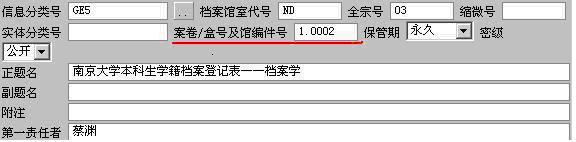 信息分类号 GE5 .. 档案馆室代号 ND 全宗号 03 缩微号
实体分类号 案卷/盒号及馆编件号 1.0002 保管期 永久 密级
公开
正题名 南京大学本科生学籍档案登记表——档案学
副题名
附注
第一责任者 蔡渊